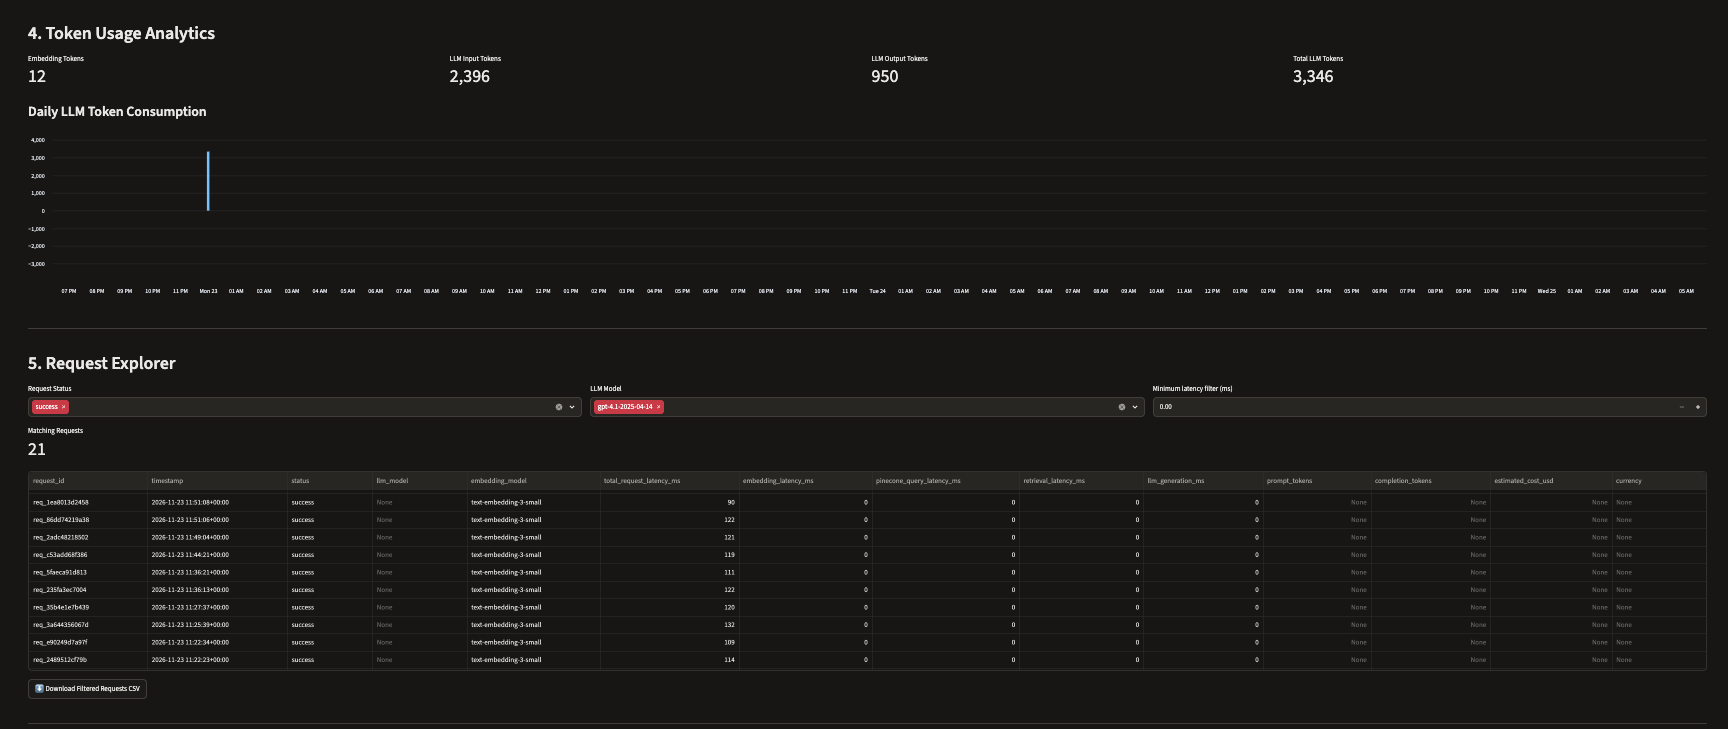 4. Token Usage Analytics
Embedding Tokens LLM Input Tokens LLM Output Tokens Total LLM Tokens
12 2,396 950 3,346
Daily LLM Token Consumption
4,000
3,000
2,000
1,000
0
−1,000
−2,000
−3,000
07 PM 08 PM 09 PM 10 PM 11 PM Mon 23 01 AM 02 AM 03 AM 04 AM 05 AM 06 AM 07 AM 08 AM 09 AM 10 AM 11 AM 12 PM 01 PM 02 PM 03 PM 04 PM 05 PM 06 PM 07 PM 08 PM 09 PM 10 PM 11 PM Tue 24 01 AM 02 AM 03 AM 04 AM 05 AM 06 AM 07 AM 08 AM 09 AM 10 AM 11 AM 12 PM 01 PM 02 PM 03 PM 04 PM 05 PM 06 PM 07 PM 08 PM 09 PM 10 PM 11 PM Wed 25 01 AM 02 AM 03 AM 04 AM 05 AM
5. Request Explorer
Request Status LLM Model Minimum latency filter (ms)
success × gpt-4.1-2025-04-14 × 0.00 − +
Matching Requests
21
request_id timestamp status llm_model embedding_model total_request_latency_ms embedding_latency_ms pinecone_query_latency_ms retrieval_latency_ms llm_generation_ms prompt_tokens completion_tokens estimated_cost_usd currency
req_1ea8013d2458 2026-11-23 11:51:08+00:00 success None text-embedding-3-small 90 0 0 0 0 None None None None
req_86dd74219a38 2026-11-23 11:51:06+00:00 success None text-embedding-3-small 122 0 0 0 0 None None None None
req_2adc48218502 2026-11-23 11:49:04+00:00 success None text-embedding-3-small 121 0 0 0 0 None None None None
req_c53add68f386 2026-11-23 11:44:21+00:00 success None text-embedding-3-small 119 0 0 0 0 None None None None
req_5faeca91d813 2026-11-23 11:36:21+00:00 success None text-embedding-3-small 111 0 0 0 0 None None None None
req_235fa3ec7004 2026-11-23 11:36:13+00:00 success None text-embedding-3-small 122 0 0 0 0 None None None None
req_35b4e1e7b439 2026-11-23 11:27:37+00:00 success None text-embedding-3-small 120 0 0 0 0 None None None None
req_3a644356067d 2026-11-23 11:25:39+00:00 success None text-embedding-3-small 132 0 0 0 0 None None None None
req_e90249d7a97f 2026-11-23 11:22:34+00:00 success None text-embedding-3-small 109 0 0 0 0 None None None None
req_2489512cf79b 2026-11-23 11:22:23+00:00 success None text-embedding-3-small 114 0 0 0 0 None None None None
Download Filtered Requests CSV